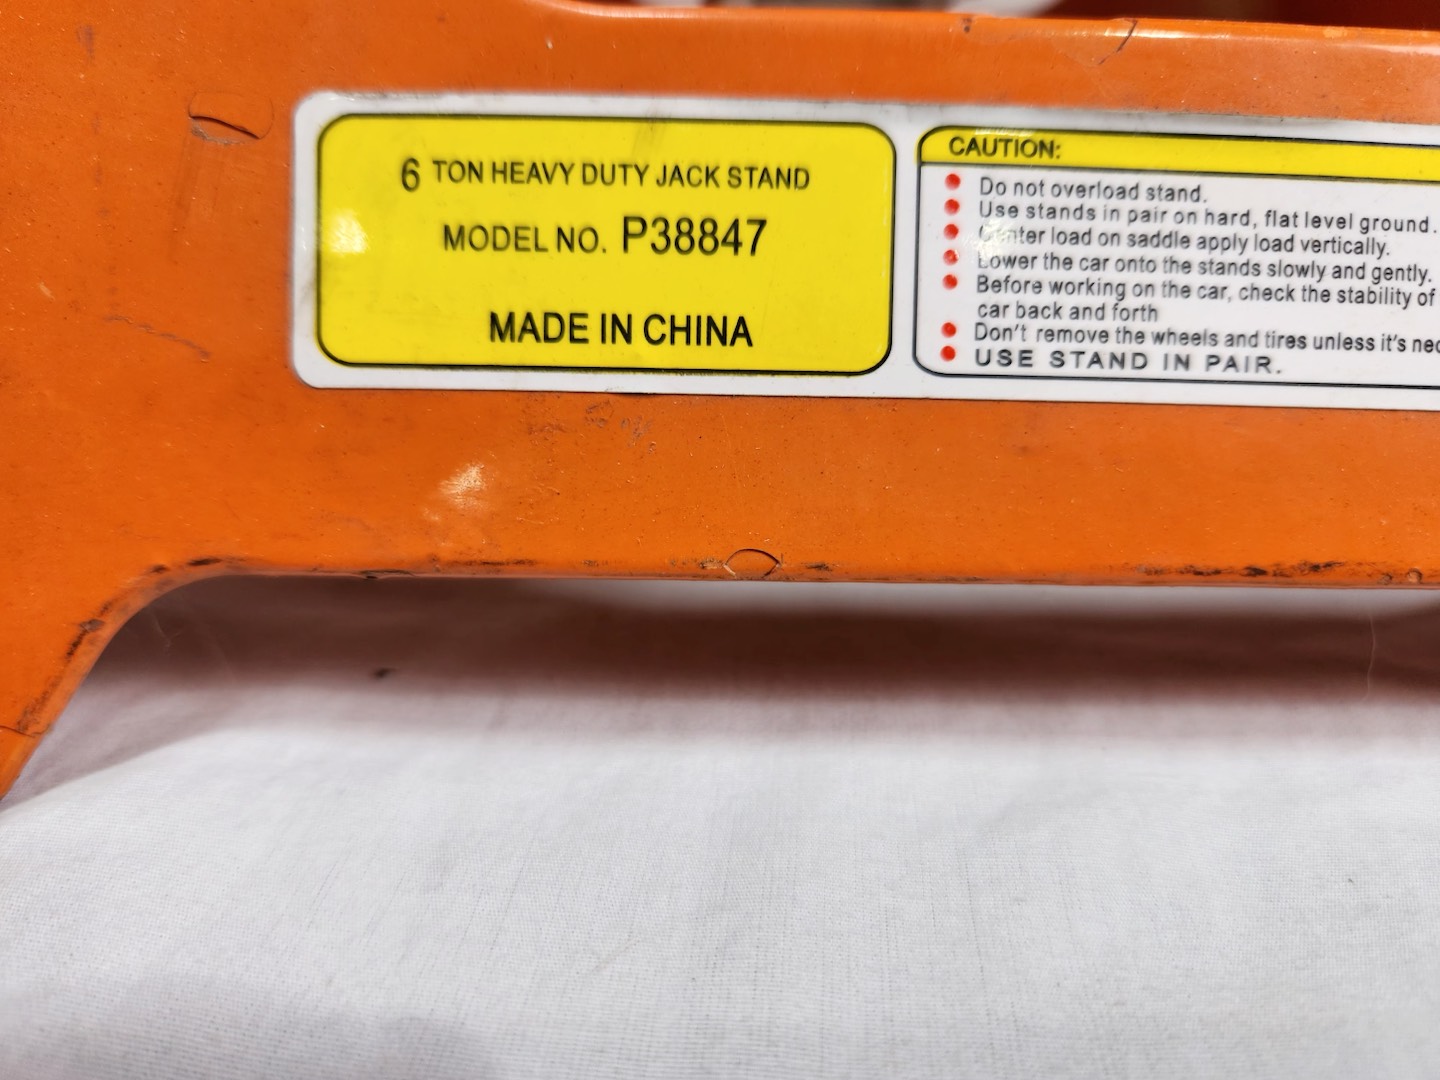 6 TON HEAVY DUTY JACK STAND
MODEL NO. P38847
MADE IN CHINA
CAUTION:
Do not overload stand.
Use stands in pair on hard, flat level ground.
Center load on saddle apply load vertically.
Lower the car onto the stands slowly and gently.
Before working on the car, check the stability of
car back and forth
Don't remove the wheels and tires unless it's
USE STAND IN PAIR.